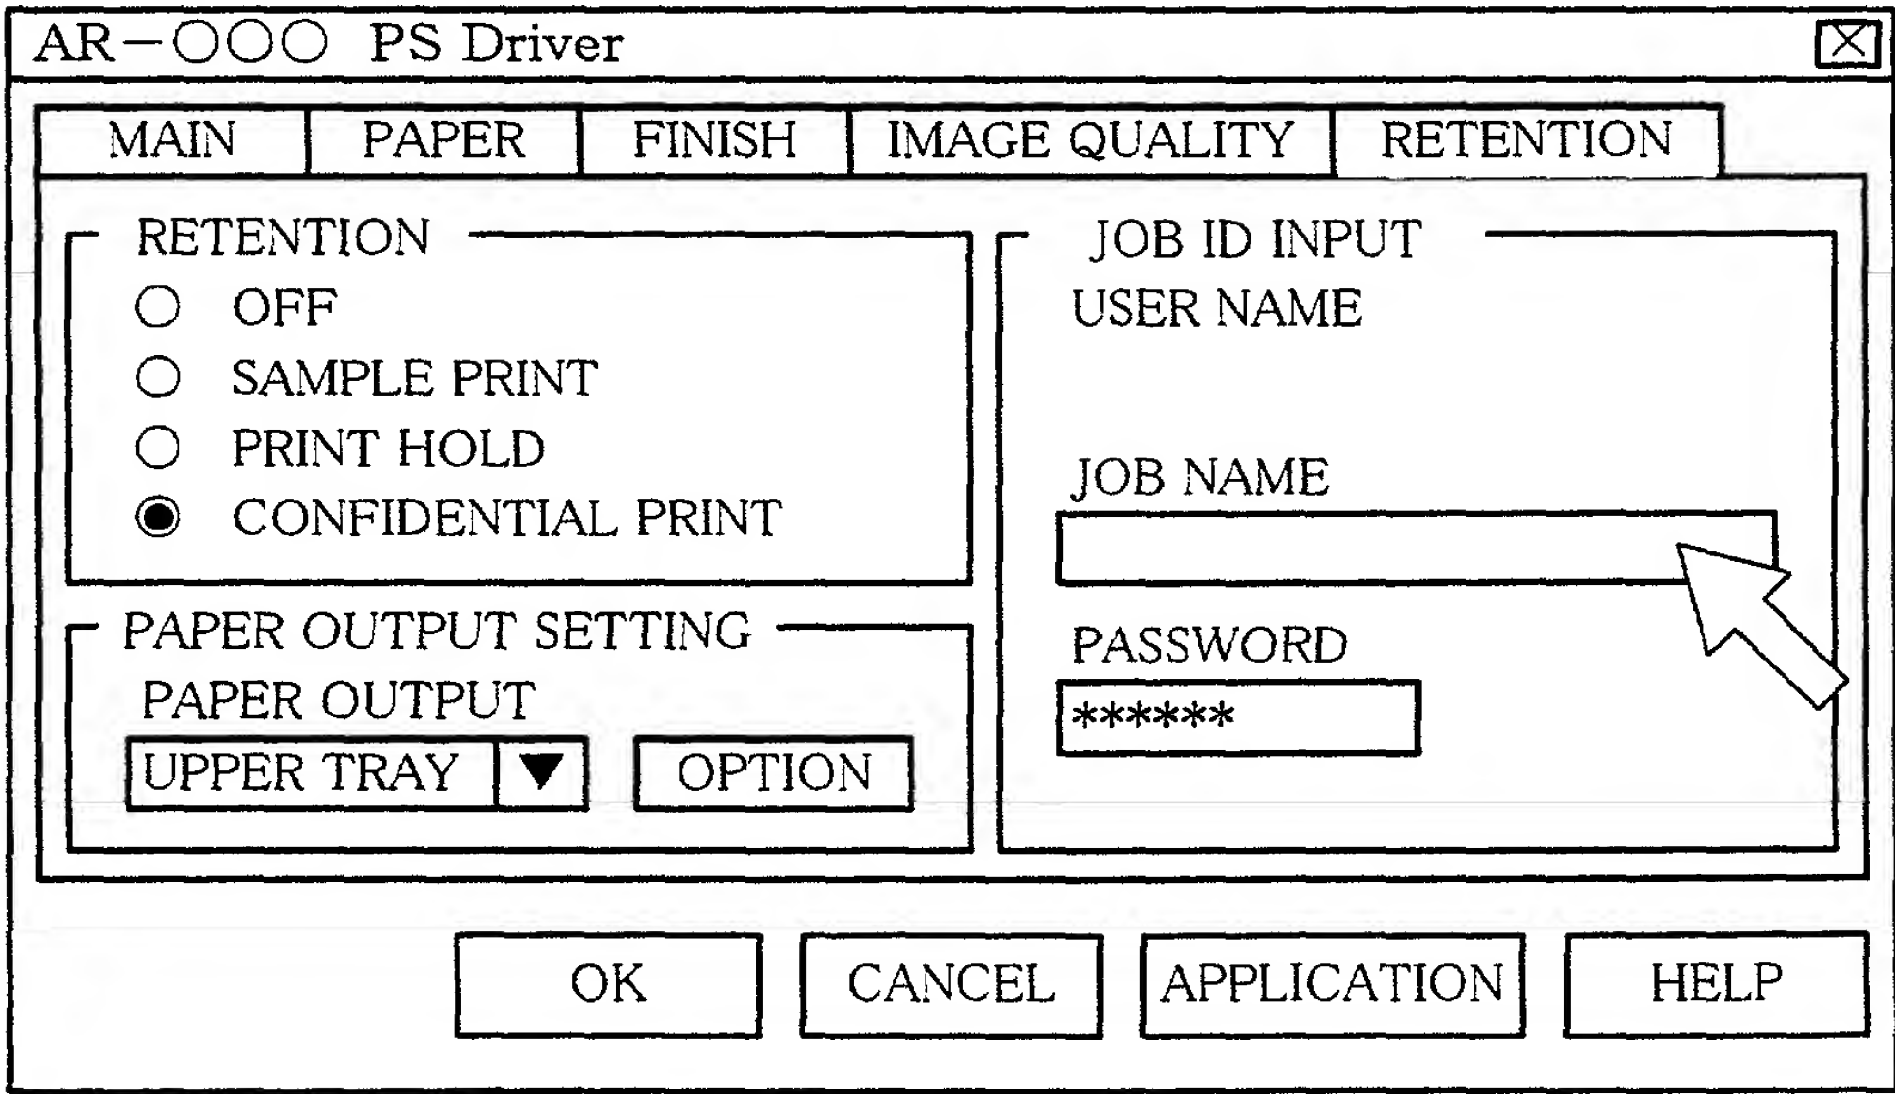 AR-○○○ PS Driver
MAIN PAPER FINISH IMAGE QUALITY RETENTION
RETENTION
OFF
SAMPLE PRINT
PRINT HOLD
CONFIDENTIAL PRINT
PAPER OUTPUT SETTING
PAPER OUTPUT
UPPER TRAY ▼ OPTION
JOB ID INPUT
USER NAME
JOB NAME
PASSWORD
******
OK CANCEL APPLICATION HELP